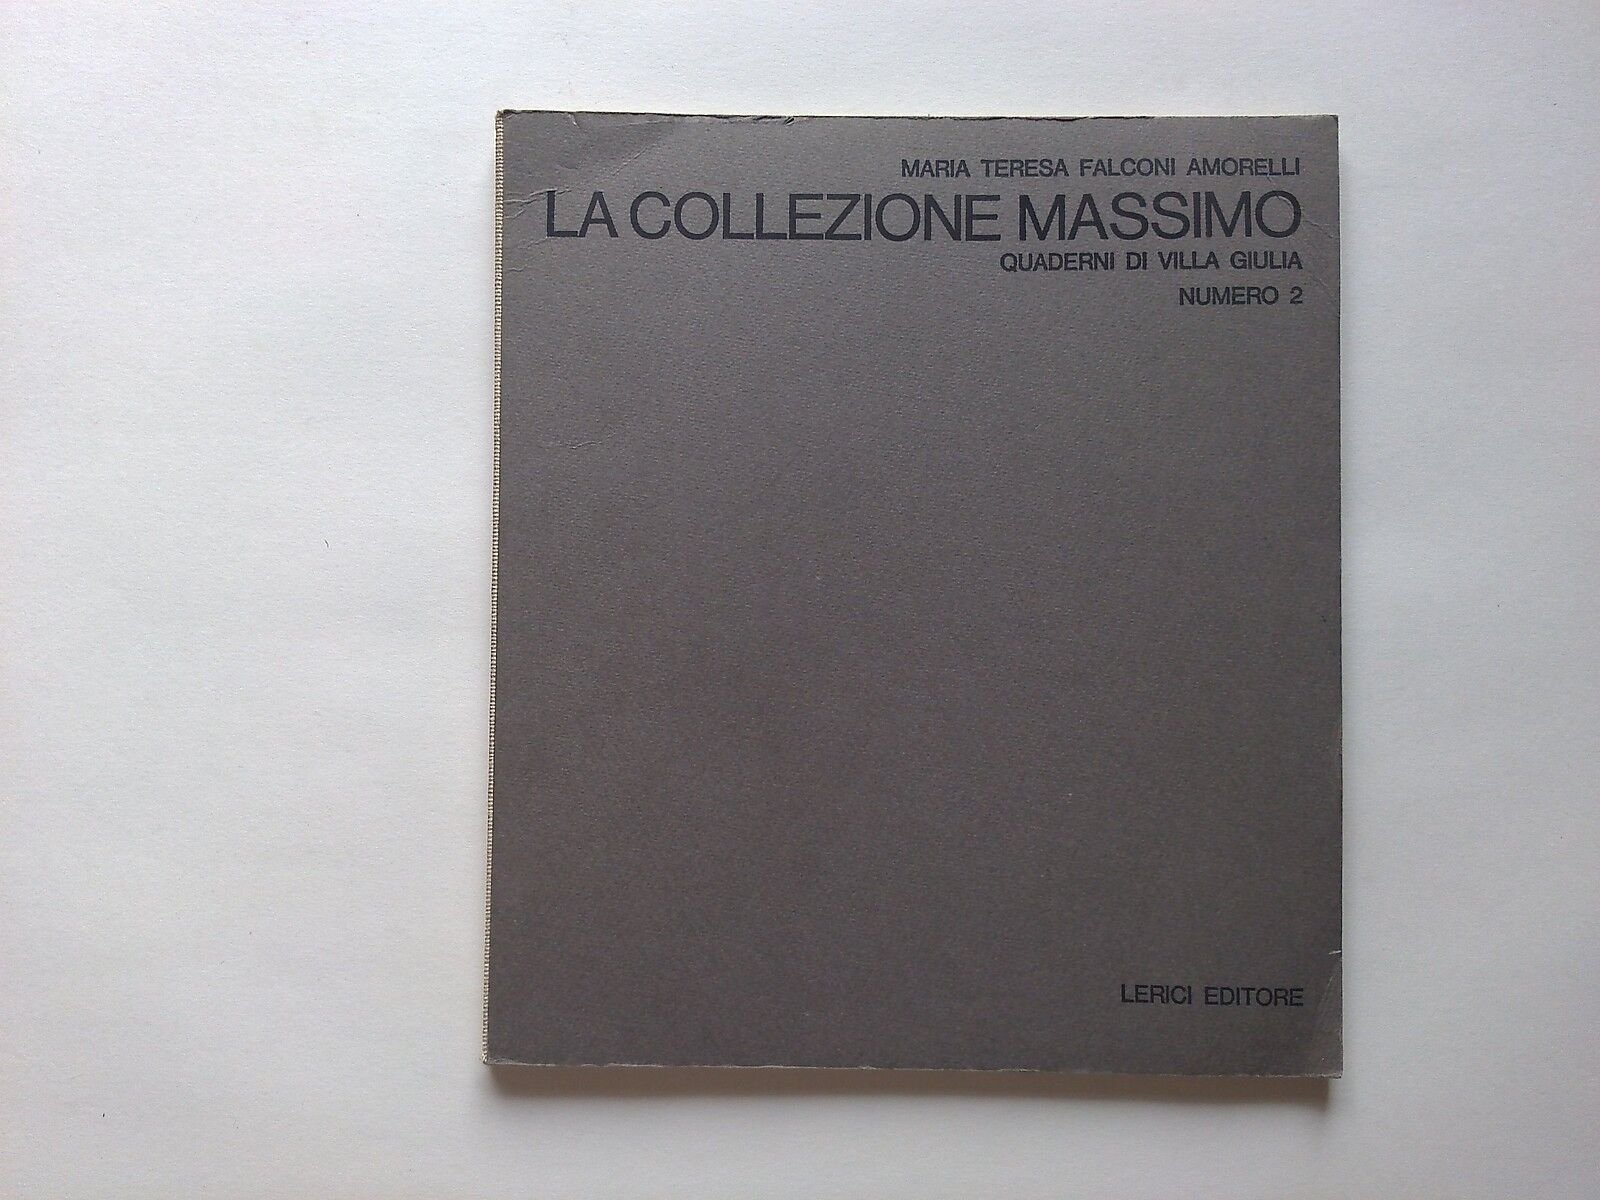 MARIA TERESA FALCONI AMORELLI
LA COLLEZIONE MASSIMO
QUADERNI DI VILLA GIULIA
NUMERO 2
LERICI EDITORE